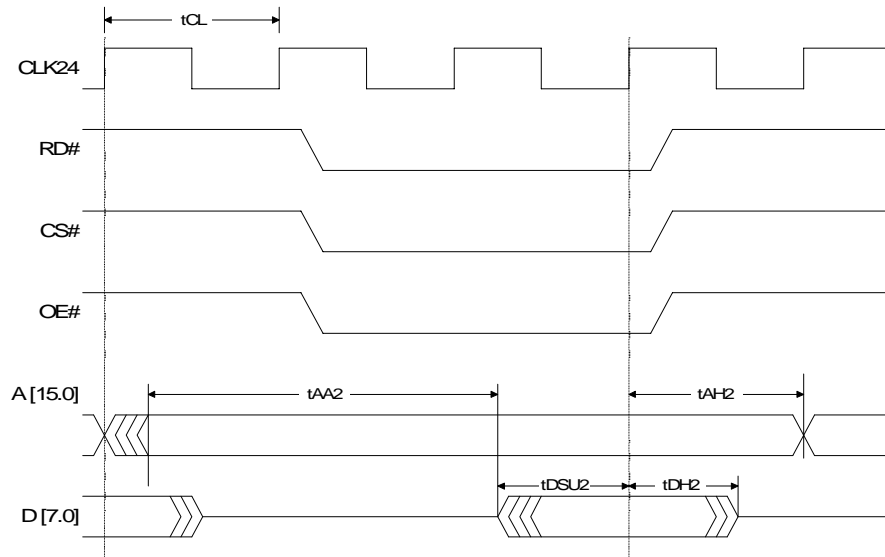 tCL
CLK24
RD#
CS#
OE#
A [15.0]
tAA2
tAH2
tDSU2
tDH2
D [7.0]